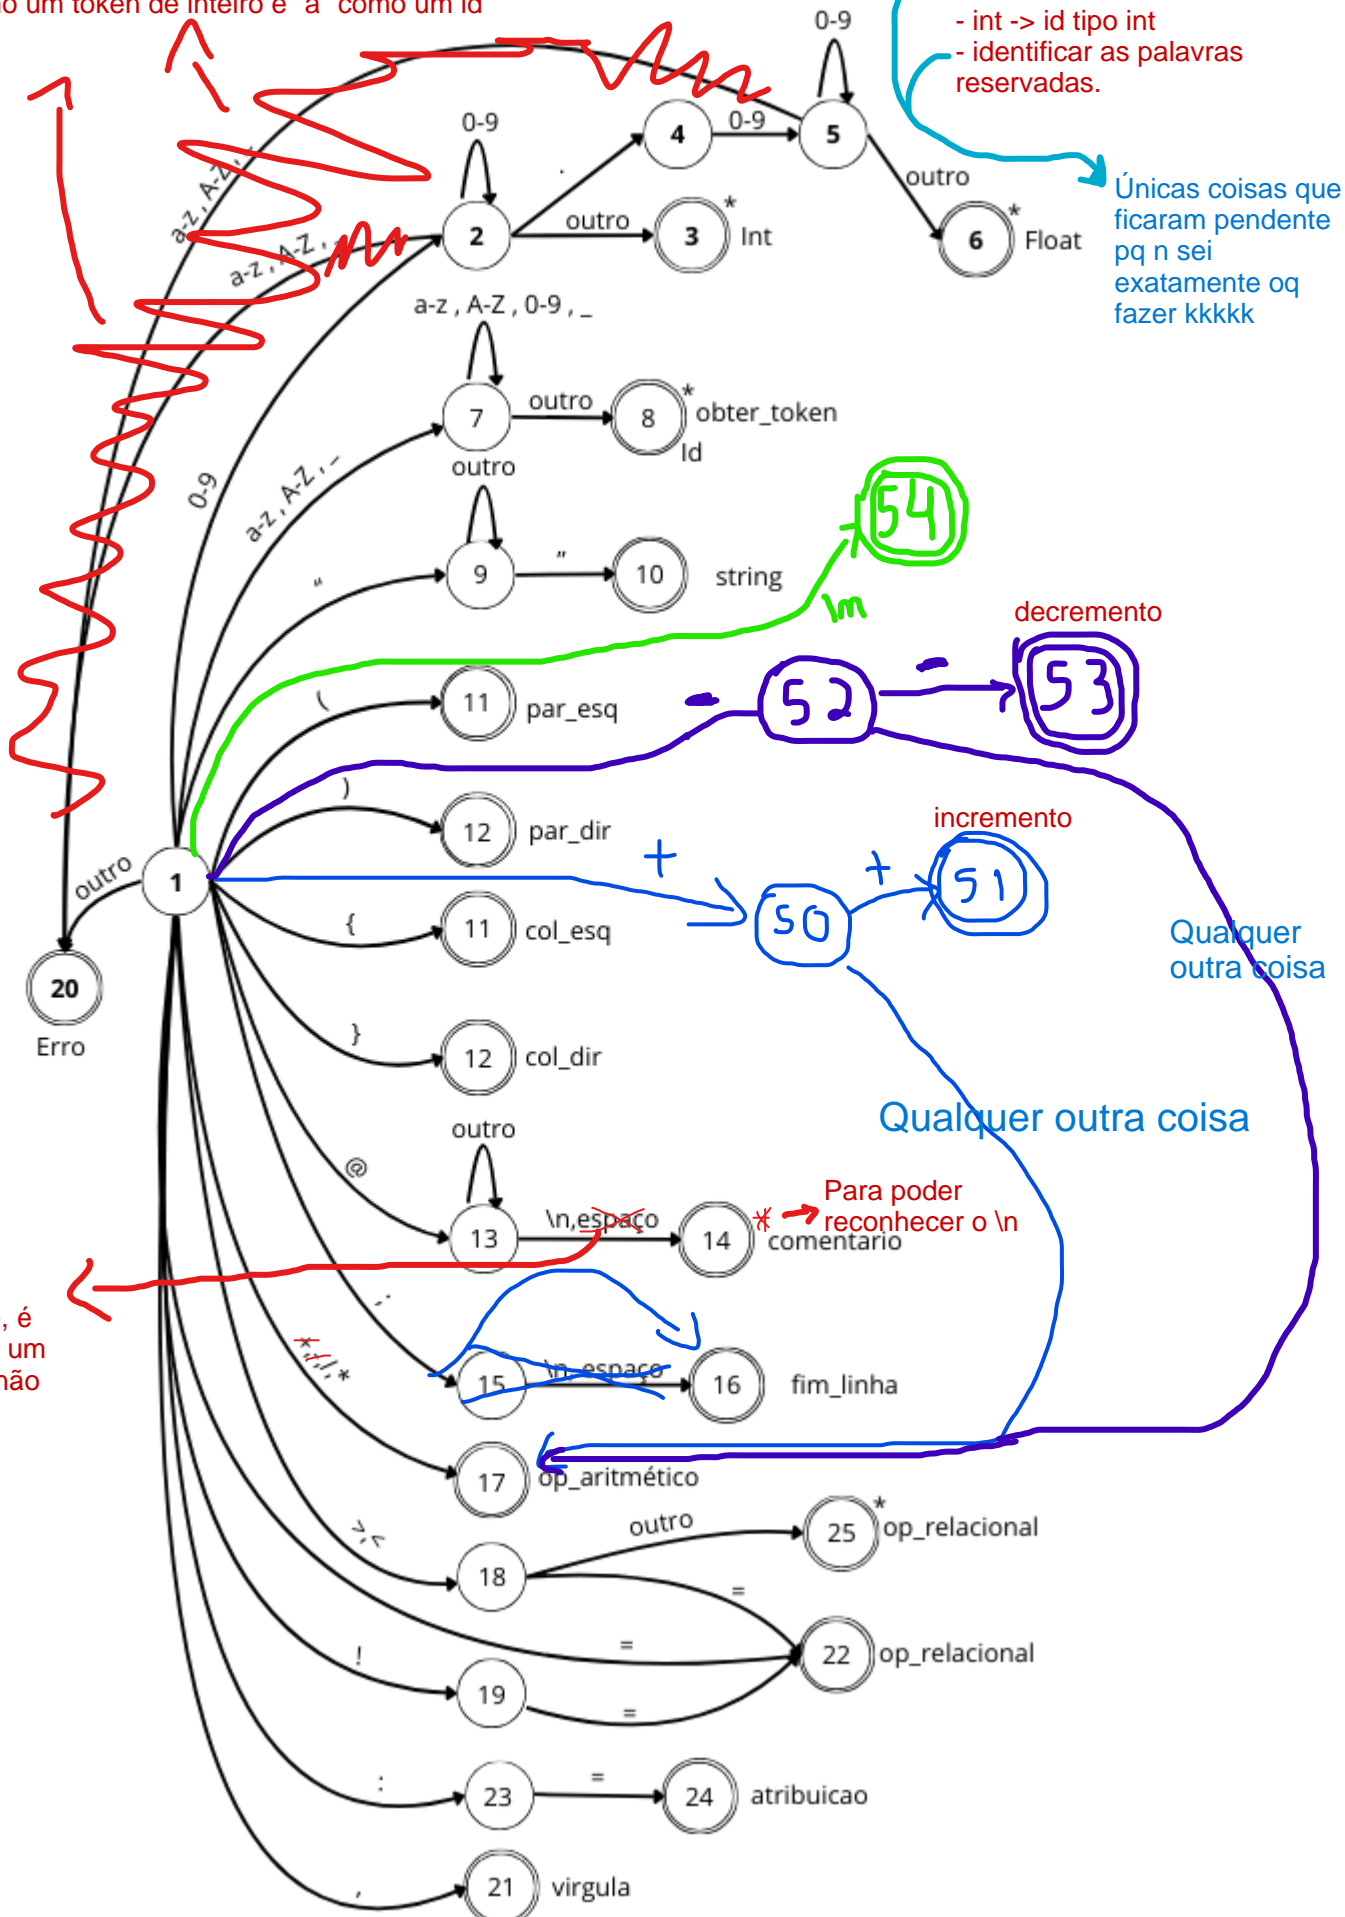 um token de inteiro e "a" como um id
- int -> id tipo int
- identificar as palavras
reservadas.
0-9
0-9
4
0-9
5
a-z , A-Z , _
.
outro
Únicas coisas que
ficaram pendente
pq n sei
exatamente oq
fazer kkkkk
2
outro
3
*
Int
6
*
Float
a-z , A-Z ,
a-z , A-Z , 0-9 , _
0-9
a-z , A-Z , _
7
outro
8
*
obter_token
Id
outro
54
"
9
"
10
string
\n
decremento
(
11
par_esq
-
52
-
53
)
12
par_dir
incremento
outro
1
+
50
+
51
{
11
col_esq
Qualquer
outra coisa
20
Erro
}
12
col_dir
outro
Qualquer outra coisa
@
13
\n,espaço
14
*
comentario
Para poder
reconhecer o \n
;
, é
um
não
15
\n, espaço
16
fim_linha
17
op_aritmético
>,<
18
outro
25
*
op_relacional
=
=
22
op_relacional
!
19
=
:
23
=
24
atribuicao
,
21
virgula